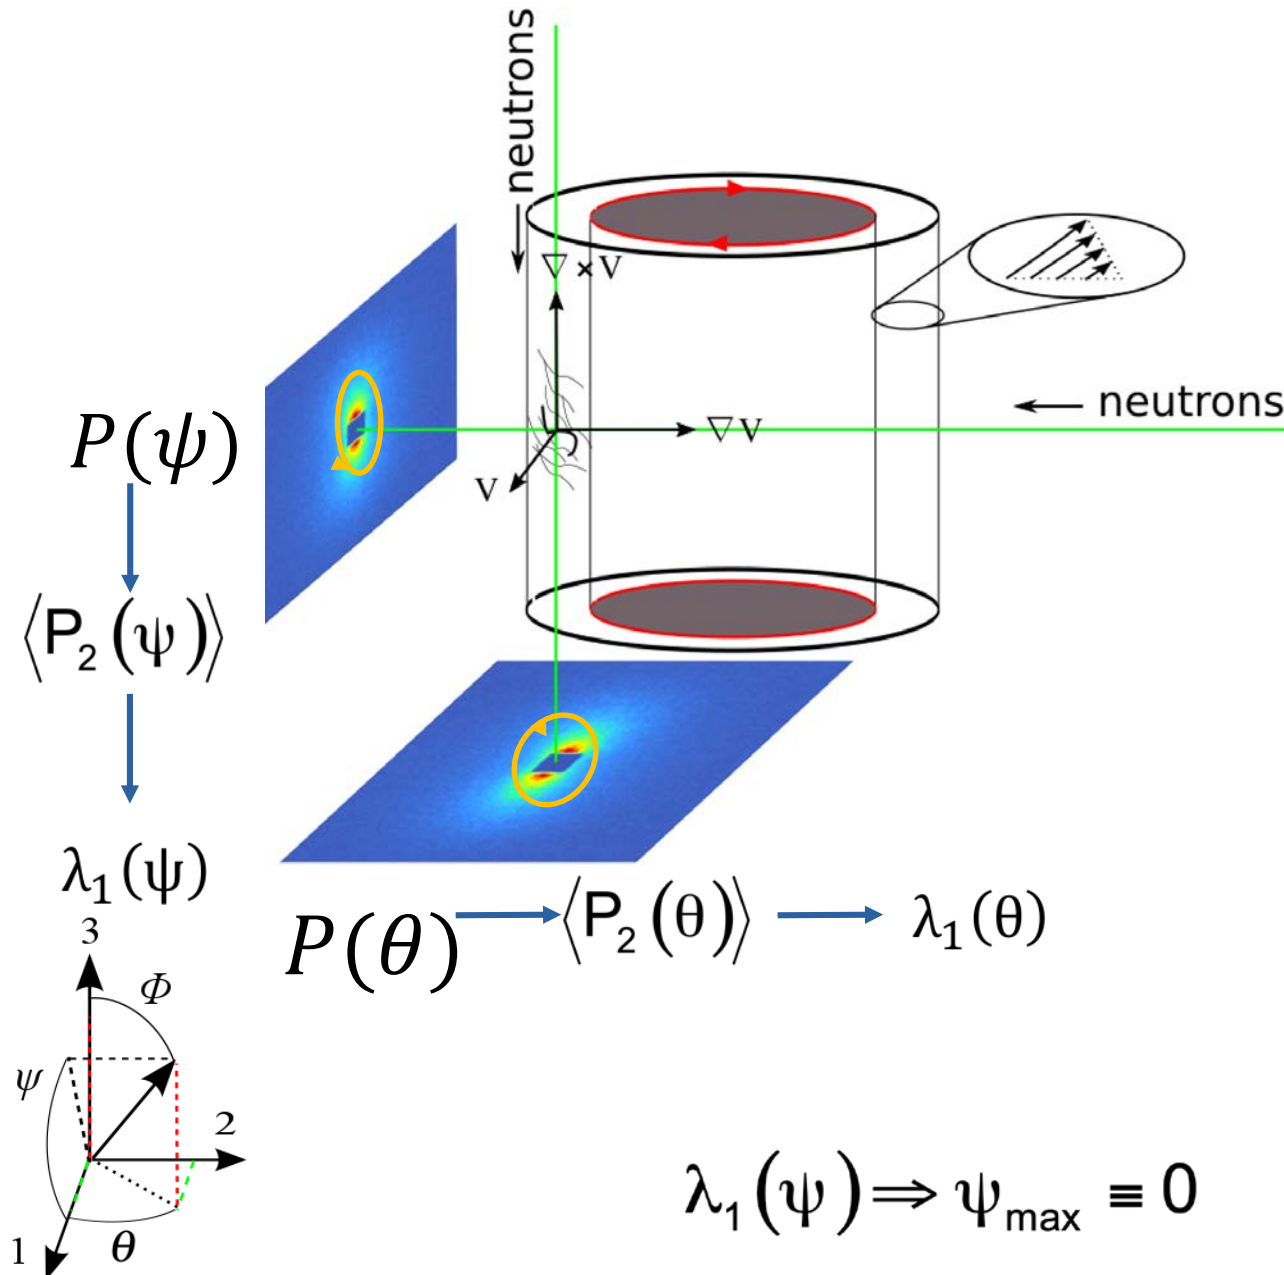 neutrons
∇ × V
neutrons
∇ V
V
P(ψ)
⟨P₂(ψ)⟩
λ₁(ψ)
P(θ)
⟨P₂(θ)⟩
λ₁(θ)
3
Φ
ψ
2
1
θ
λ₁(ψ) ⇒ ψmax ≡ 0